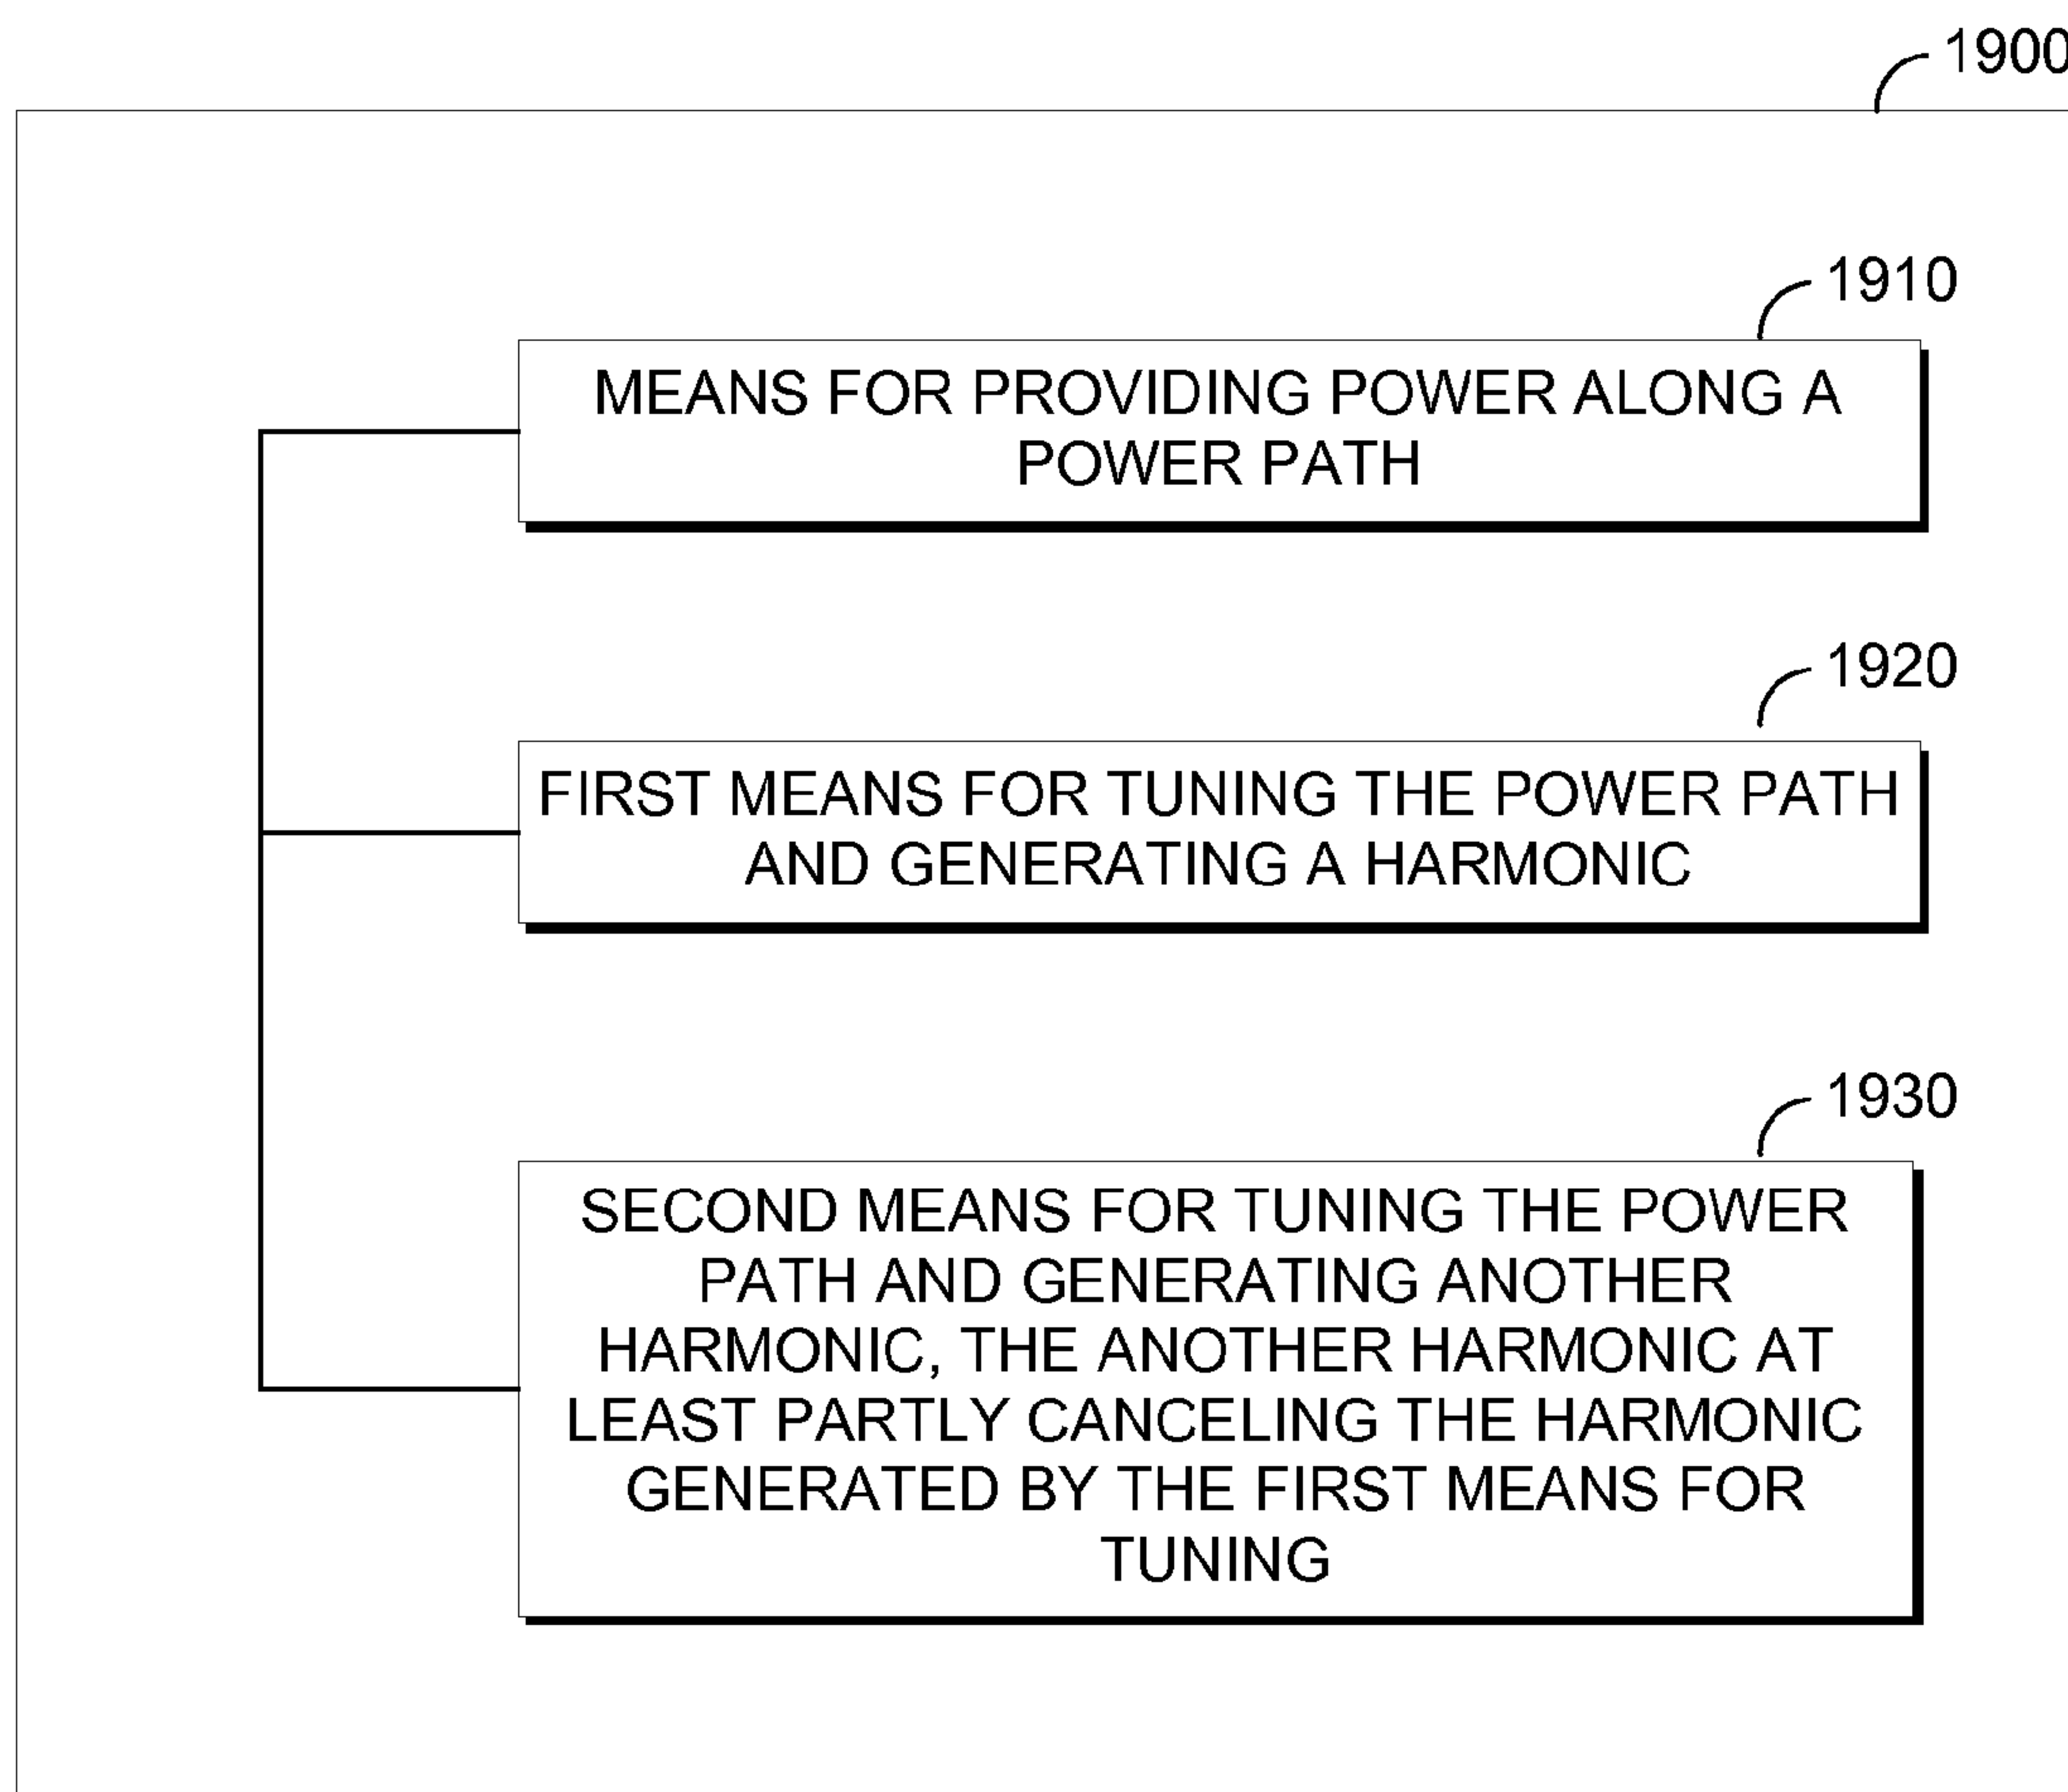 1900
1910
MEANS FOR PROVIDING POWER ALONG A
POWER PATH
1920
FIRST MEANS FOR TUNING THE POWER PATH
AND GENERATING A HARMONIC
1930
SECOND MEANS FOR TUNING THE POWER
PATH AND GENERATING ANOTHER
HARMONIC, THE ANOTHER HARMONIC AT
LEAST PARTLY CANCELING THE HARMONIC
GENERATED BY THE FIRST MEANS FOR
TUNING